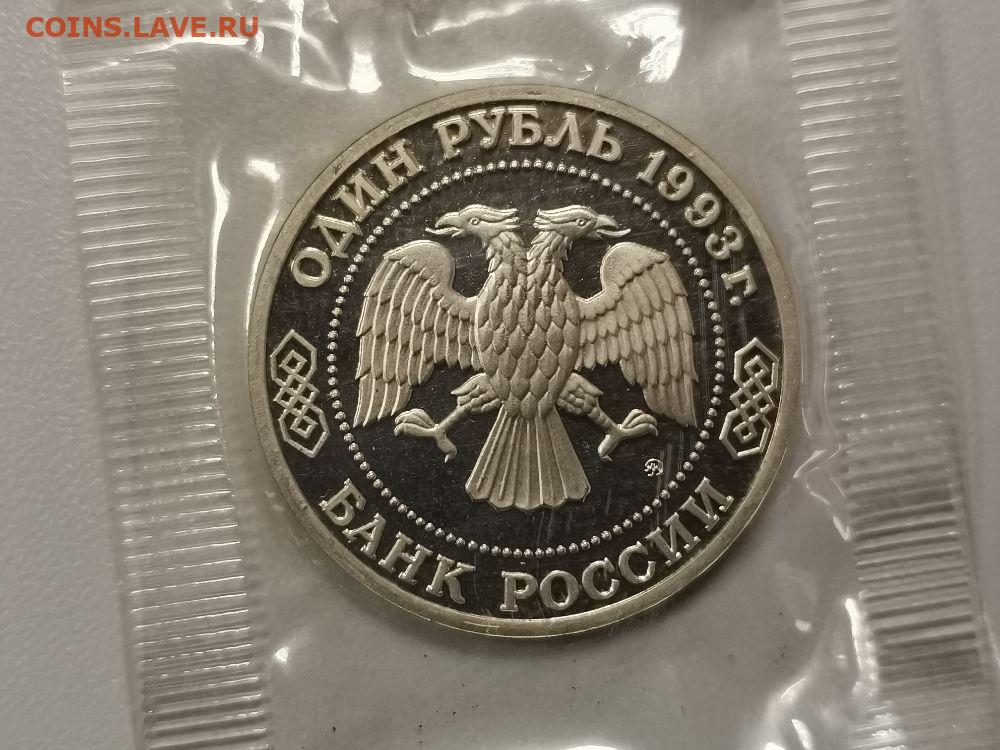 COINS.LAVE.RU
ОДИН РУБЛЬ 1993 г.
БАНК РОССИИ